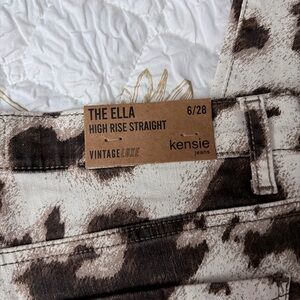 THE ELLA 6/28
HIGH RISE STRAIGHT
VINTAGE LUXE kensie
jeans